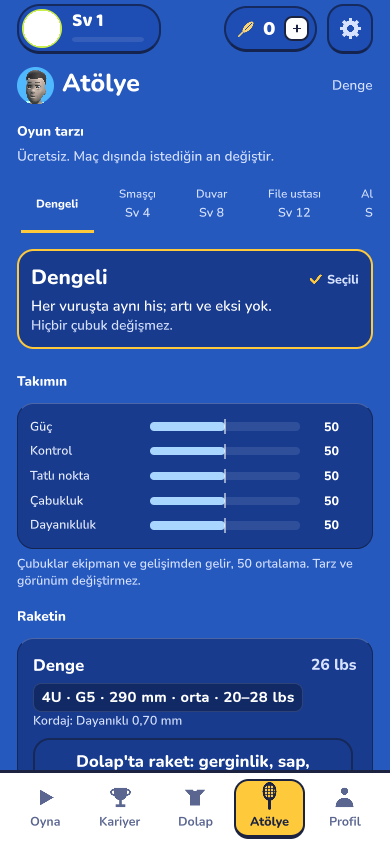 Sv 1
0
+
Atölye
Denge
Oyun tarzı
Ücretsiz. Maç dışında istediğin an değiştir.
Dengeli
Smaşçı
Sv 4
Duvar
Sv 8
File ustası
Sv 12
Al
S
Dengeli
Seçili
Her vuruşta aynı his; artı ve eksi yok.
Hiçbir çubuk değişmez.
Takımın
Güç 50
Kontrol 50
Tatlı nokta 50
Çabukluk 50
Dayanıklılık 50
Çubuklar ekipman ve gelişimden gelir, 50 ortalama. Tarz ve
görünüm değiştirmez.
Raketin
Denge 26 lbs
4U · G5 · 290 mm · orta · 20–28 lbs
Kordaj: Dayanıklı 0,70 mm
Dolap'ta raket: gerginlik, sap,
Oyna
Kariyer
Dolap
Atölye
Profil